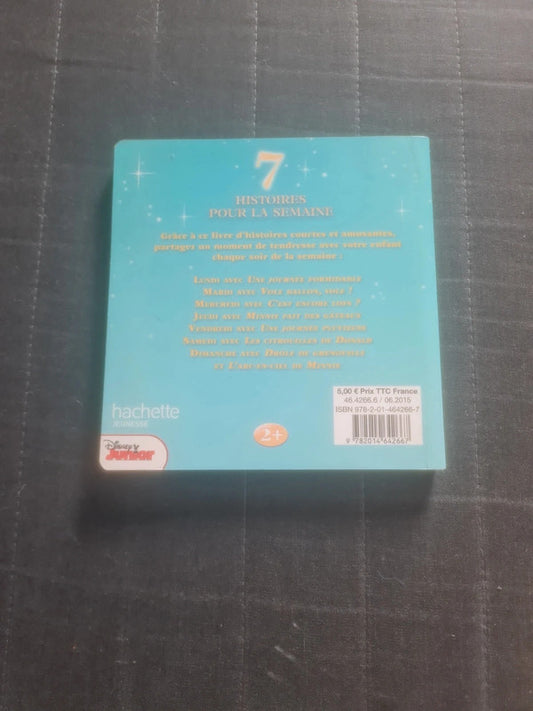 7
HISTOIRES
POUR LA SEMAINE
Grâce à ce livre d'histoires courtes et amusantes,
partagez un moment de tendresse avec votre enfant
chaque soir de la semaine :
LUNDI AVEC UNE JOURNÉE FORMIDABLE
MARDI AVEC VOLE BALLON, VOLE !
MERCREDI AVEC C'EST ENCORE LOIN ?
JEUDI AVEC MINNIE FAIT DES GÂTEAUX
VENDREDI AVEC UNE JOURNÉE PLUVIEUSE
SAMEDI AVEC LES CITROUILLES DE DONALD
DIMANCHE AVEC DRÔLE DE GRENOUILLE
ET L'ARC-EN-CIEL DE MINNIE
5,00 € Prix TTC France
46.4266.6 / 06.2015
ISBN 978-2-01-464266-7
9 782014 642667
hachette
JEUNESSE
2+
Disney
Junior